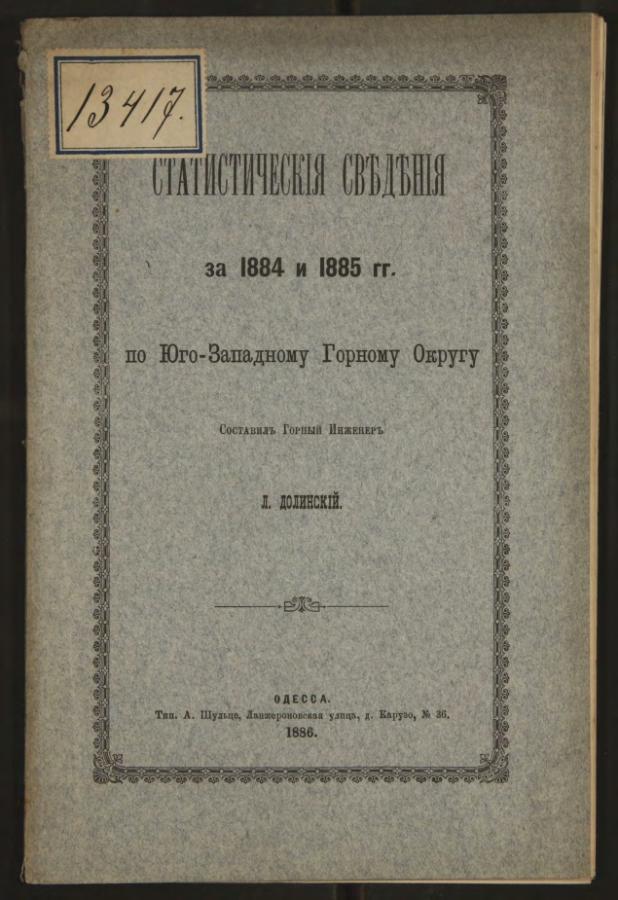 13417.
СТАТИСТИЧЕСКІЯ СВѢДѢНІЯ
за 1884 и 1885 гг.
по Юго-Западному Горному Округу
Составилъ Горный Инженеръ
Л. ДОЛИНСКІЙ.
ОДЕССА.
Тип. А. Шульце, Ланжероновская улица, д. Карузо, № 36.
1886.